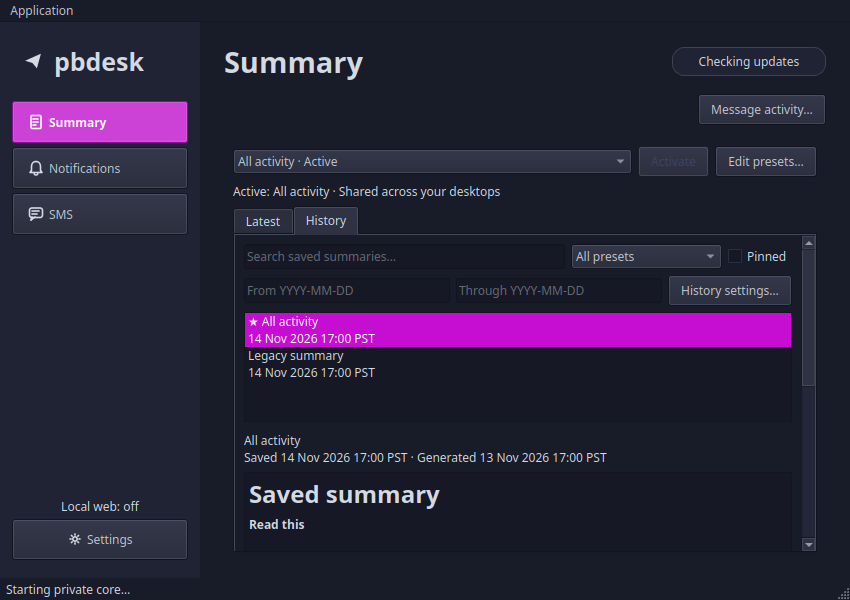 Application
pbdesk
Summary
Notifications
SMS
Local web: off
Settings
Starting private core...
Summary
Checking updates
Message activity...
All activity · Active
Activate
Edit presets...
Active: All activity · Shared across your desktops
Latest
History
Search saved summaries...
All presets
Pinned
From YYYY-MM-DD
Through YYYY-MM-DD
History settings...
★ All activity
14 Nov 2026 17:00 PST
Legacy summary
14 Nov 2026 17:00 PST
All activity
Saved 14 Nov 2026 17:00 PST · Generated 13 Nov 2026 17:00 PST
Saved summary
Read this